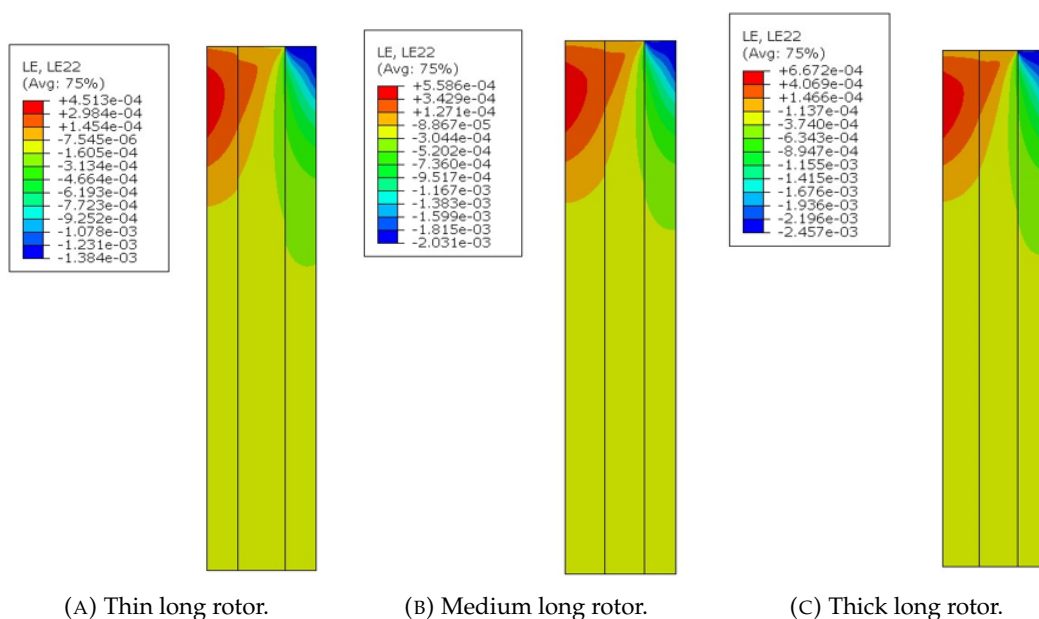 LE, LE22
(Avg: 75%)
+4.513e-04
+2.984e-04
+1.454e-04
-7.545e-06
-1.605e-04
-3.134e-04
-4.664e-04
-6.193e-04
-7.723e-04
-9.252e-04
-1.078e-03
-1.231e-03
-1.384e-03
(A) Thin long rotor.
LE, LE22
(Avg: 75%)
+5.586e-04
+3.429e-04
+1.271e-04
-8.867e-05
-3.044e-04
-5.202e-04
-7.360e-04
-9.517e-04
-1.167e-03
-1.383e-03
-1.599e-03
-1.815e-03
-2.031e-03
(B) Medium long rotor.
LE, LE22
(Avg: 75%)
+6.672e-04
+4.069e-04
+1.466e-04
-1.137e-04
-3.740e-04
-6.343e-04
-8.947e-04
-1.155e-03
-1.415e-03
-1.676e-03
-1.936e-03
-2.196e-03
-2.457e-03
(C) Thick long rotor.